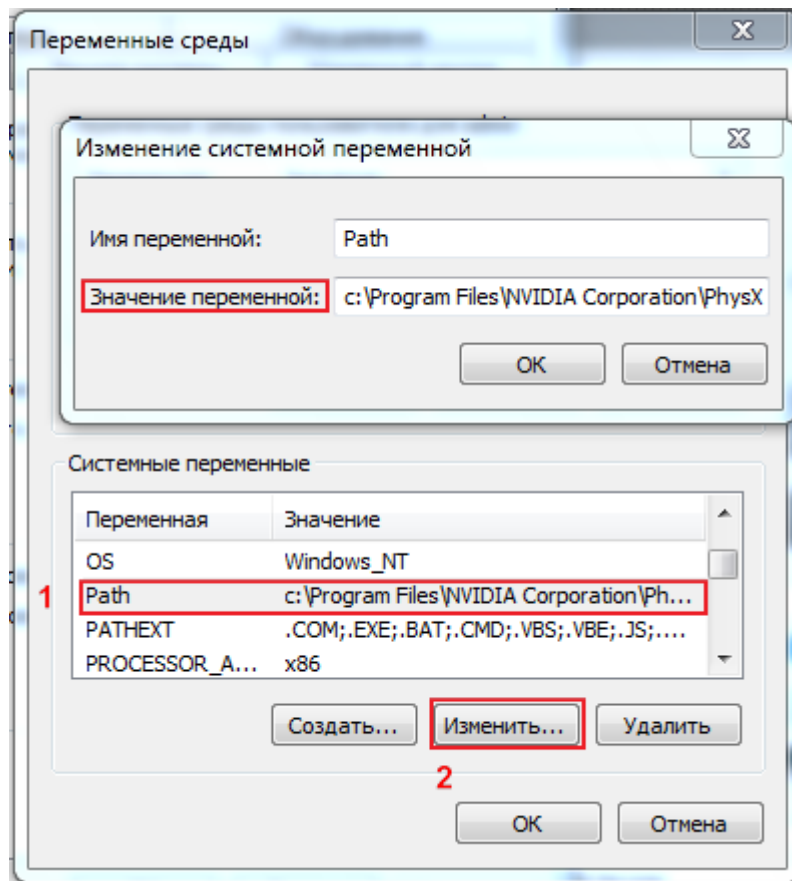 Переменные среды
Изменение системной переменной
Имя переменной: Path
Значение переменной: c:\Program Files\NVIDIA Corporation\PhysX
ОК Отмена
Системные переменные
Переменная Значение
OS Windows_NT
1 Path c:\Program Files\NVIDIA Corporation\Ph...
PATHEXT .COM;.EXE;.BAT;.CMD;.VBS;.VBE;.JS;....
PROCESSOR_A... x86
Создать... Изменить... Удалить
2
ОК Отмена